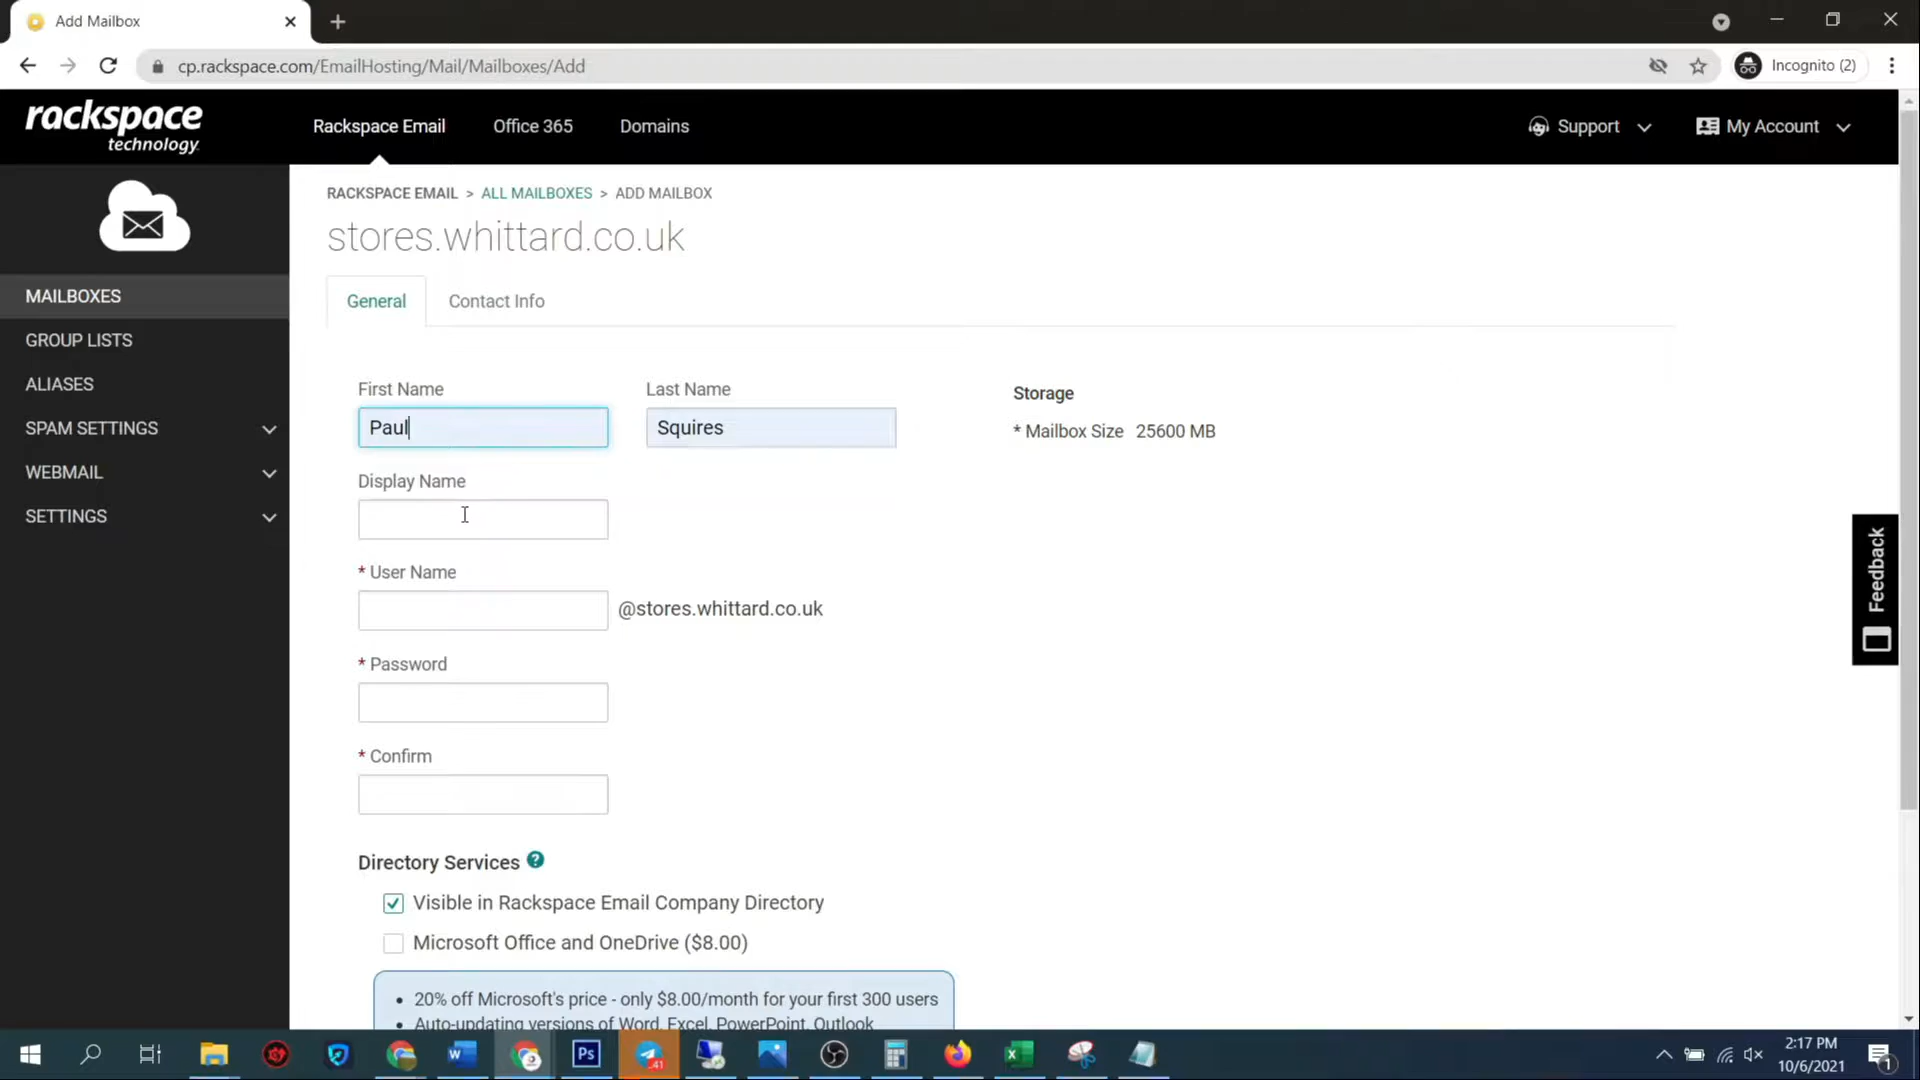 Add Mailbox
cp.rackspace.com/EmailHosting/Mail/Mailboxes/Add
Incognito (2)
rackspace
technology
Rackspace Email
Office 365
Domains
Support
My Account
RACKSPACE EMAIL > ALL MAILBOXES > ADD MAILBOX
stores.whittard.co.uk
MAILBOXES
GROUP LISTS
ALIASES
SPAM SETTINGS
WEBMAIL
SETTINGS
General
Contact Info
First Name
Last Name
Storage
Paul
Squires
* Mailbox Size 25600 MB
Display Name
* User Name
@stores.whittard.co.uk
* Password
* Confirm
Feedback
Directory Services ?
Visible in Rackspace Email Company Directory
Microsoft Office and OneDrive ($8.00)
• 20% off Microsoft's price - only $8.00/month for your first 300 users
• Auto-updating versions of Word, Excel, PowerPoint, Outlook
W
Ps
41
X
2:17 PM
10/6/2021
1